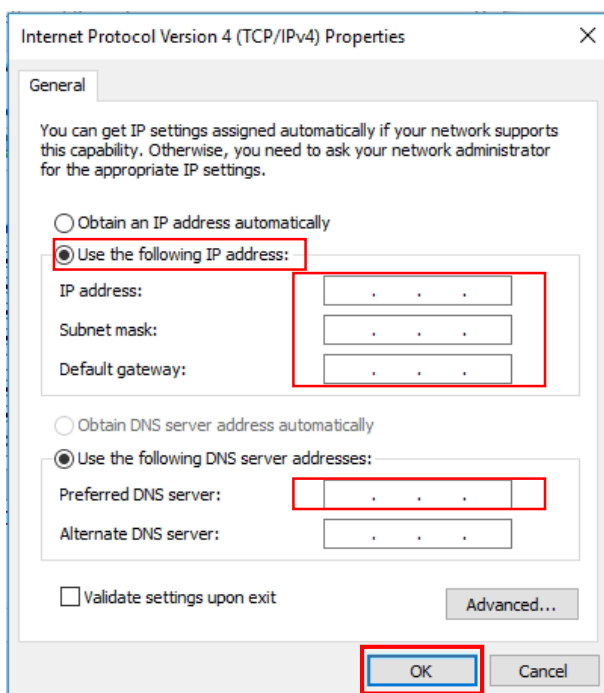 Internet Protocol Version 4 (TCP/IPv4) Properties
General
You can get IP settings assigned automatically if your network supports
this capability. Otherwise, you need to ask your network administrator
for the appropriate IP settings.
Obtain an IP address automatically
Use the following IP address:
IP address:
. . .
Subnet mask:
. . .
Default gateway:
. . .
Obtain DNS server address automatically
Use the following DNS server addresses:
Preferred DNS server:
. . .
Alternate DNS server:
. . .
Validate settings upon exit
Advanced...
OK
Cancel